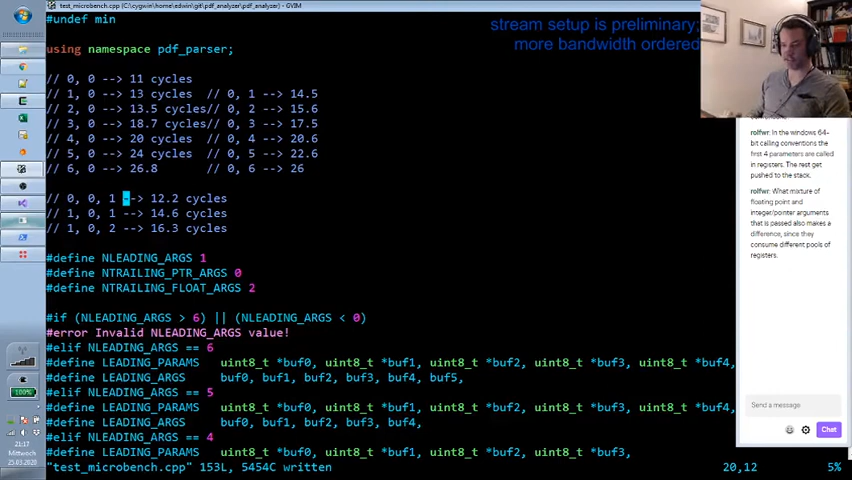 test_microbench.cpp (C:\cygwin\home\edwin\git\pdf_analyzer\pdf_analyzer) - GVIM
#undef min
stream setup is preliminary;
more bandwidth ordered
using namespace pdf_parser;
// 0, 0 --> 11 cycles
// 1, 0 --> 13 cycles  // 0, 1 --> 14.5
// 2, 0 --> 13.5 cycles// 0, 2 --> 15.6
// 3, 0 --> 18.7 cycles// 0, 3 --> 17.5
// 4, 0 --> 20 cycles  // 0, 4 --> 20.6
// 5, 0 --> 24 cycles  // 0, 5 --> 22.6
// 6, 0 --> 26.8       // 0, 6 --> 26
// 0, 0, 1 --> 12.2 cycles
// 1, 0, 1 --> 14.6 cycles
// 1, 0, 2 --> 16.3 cycles
#define NLEADING_ARGS 1
#define NTRAILING_PTR_ARGS 0
#define NTRAILING_FLOAT_ARGS 2
#if (NLEADING_ARGS > 6) || (NLEADING_ARGS < 0)
#error Invalid NLEADING_ARGS value!
#elif NLEADING_ARGS == 6
#define LEADING_PARAMS   uint8_t *buf0, uint8_t *buf1, uint8_t *buf2, uint8_t *buf3, uint8_t *buf4,
#define LEADING_ARGS     buf0, buf1, buf2, buf3, buf4, buf5,
#elif NLEADING_ARGS == 5
#define LEADING_PARAMS   uint8_t *buf0, uint8_t *buf1, uint8_t *buf2, uint8_t *buf3, uint8_t *buf4,
#define LEADING_ARGS     buf0, buf1, buf2, buf3, buf4,
#elif NLEADING_ARGS == 4
#define LEADING_PARAMS   uint8_t *buf0, uint8_t *buf1, uint8_t *buf2, uint8_t *buf3,
"test_microbench.cpp" 153L, 5454C written
20,12
5%
rolfwr: In the windows 64-
bit calling conventions the
first 4 parameters are called
in registers. The rest get
pushed to the stack.
rolfwr: What mixture of
floating point and
integer/pointer arguments
that is passed also makes a
difference, since they
consume different pools of
registers.
Send a message
Chat
100%
21:17
Mittwoch
25.03.2020